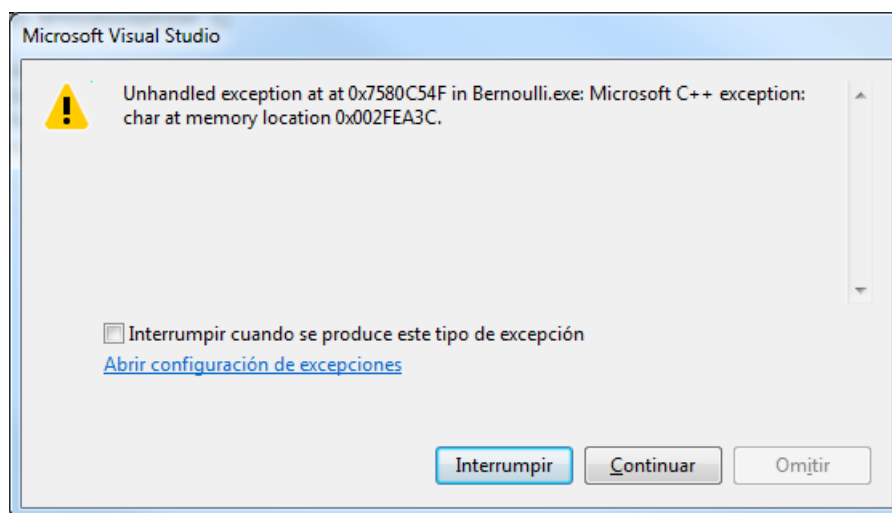 Microsoft Visual Studio
Unhandled exception at at 0x7580C54F in Bernoulli.exe: Microsoft C++ exception:
char at memory location 0x002FEA3C.
Interrumpir cuando se produce este tipo de excepción
Abrir configuración de excepciones
Interrumpir
Continuar
Omitir